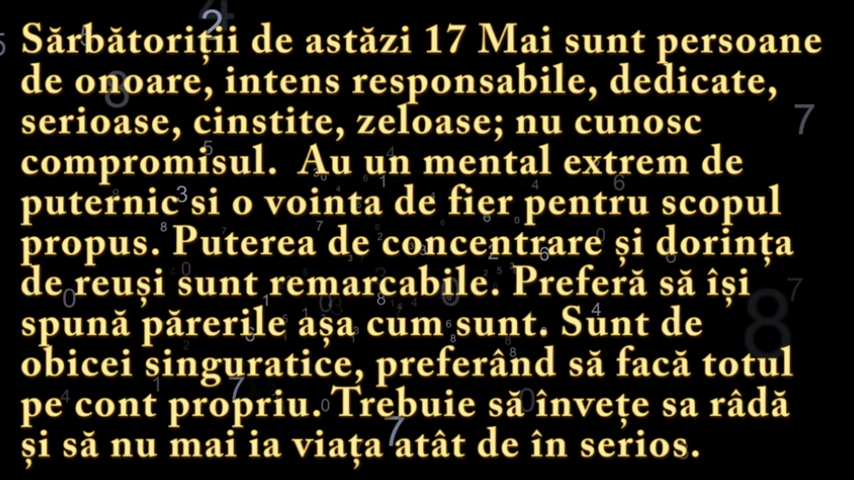 Sărbătoriții de astăzi 17 Mai sunt persoane
de onoare, intens responsabile, dedicate,
serioase, cinstite, zeloase; nu cunosc
compromisul. Au un mental extrem de
puternic si o vointa de fier pentru scopul
propus. Puterea de concentrare și dorința
de reuși sunt remarcabile. Preferă să își
spună părerile așa cum sunt. Sunt de
obicei singuratice, preferând să facă totul
pe cont propriu. Trebuie să învețe sa râdă
și să nu mai ia viața atât de în serios.